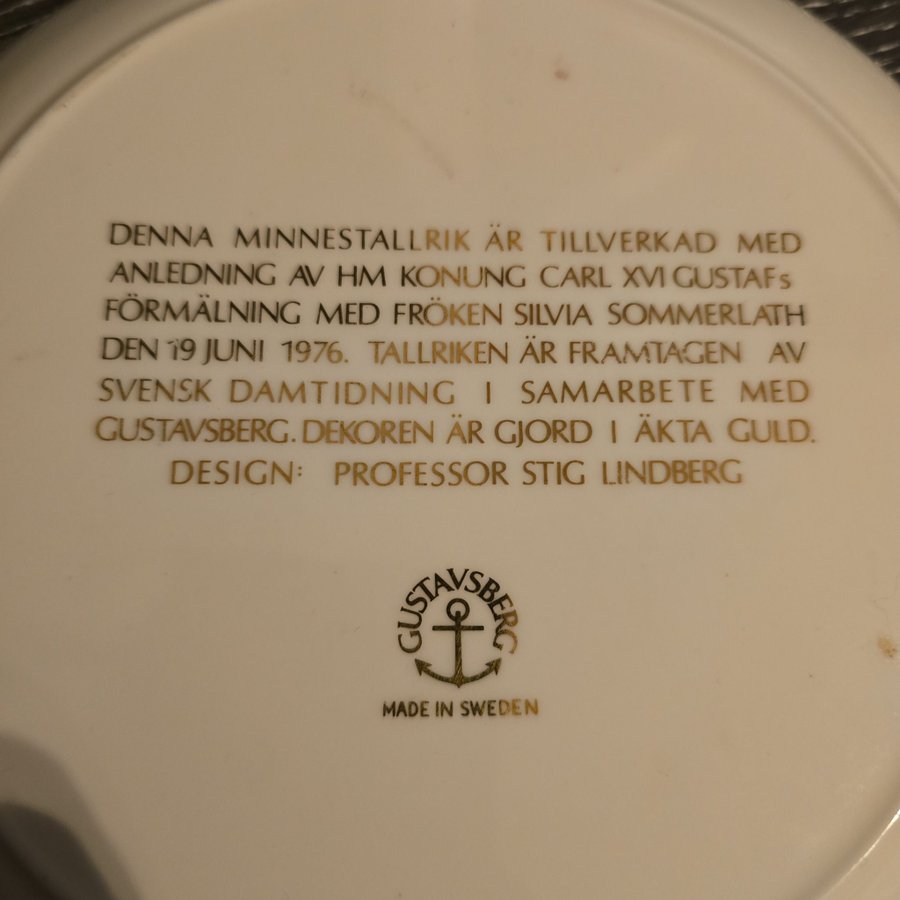 DENNA MINNESTALLRIK ÄR TILLVERKAD MED
ANLEDNING AV HM KONUNG CARL XVI GUSTAFs
FÖRMÄLNING MED FRÖKEN SILVIA SOMMERLATH
DEN 19 JUNI 1976. TALLRIKEN ÄR FRAMTAGEN AV
SVENSK DAMTIDNING I SAMARBETE MED
GUSTAVSBERG. DEKOREN ÄR GJORD I ÄKTA GULD.
DESIGN: PROFESSOR STIG LINDBERG
GUSTAVSBERG
MADE IN SWEDEN